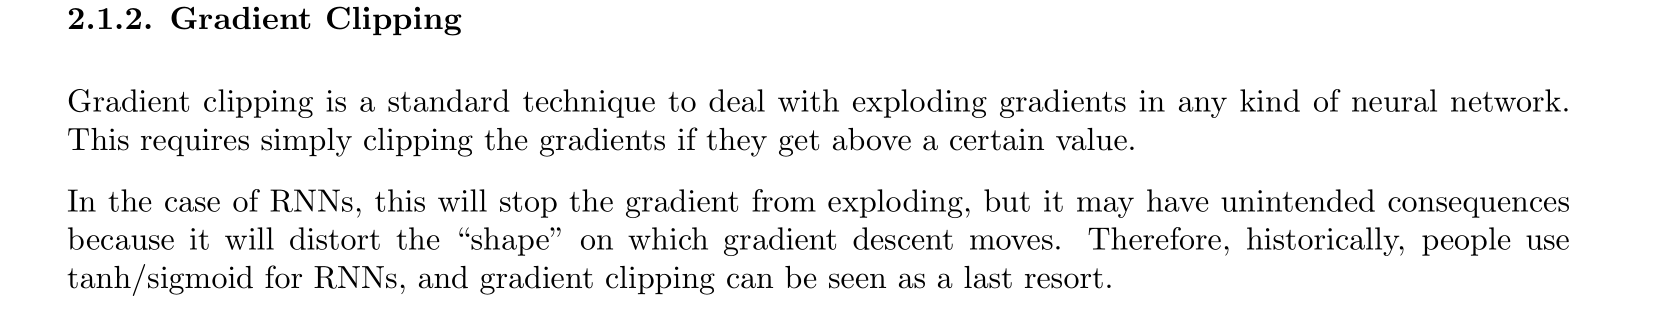 2.1.2. Gradient Clipping
Gradient clipping is a standard technique to deal with exploding gradients in any kind of neural network.
This requires simply clipping the gradients if they get above a certain value.
In the case of RNNs, this will stop the gradient from exploding, but it may have unintended consequences
because it will distort the “shape” on which gradient descent moves. Therefore, historically, people use
tanh/sigmoid for RNNs, and gradient clipping can be seen as a last resort.